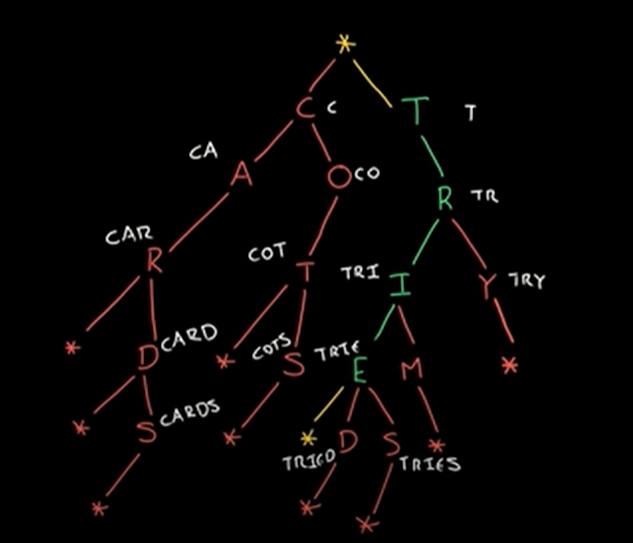 *
C C T T
CA A O CO R TR
CAR R COT T TRI I Y TRY
* D CARD * COTS S TRIE E M *
* S CARDS * * D S *
TRIED TRIES
* * *